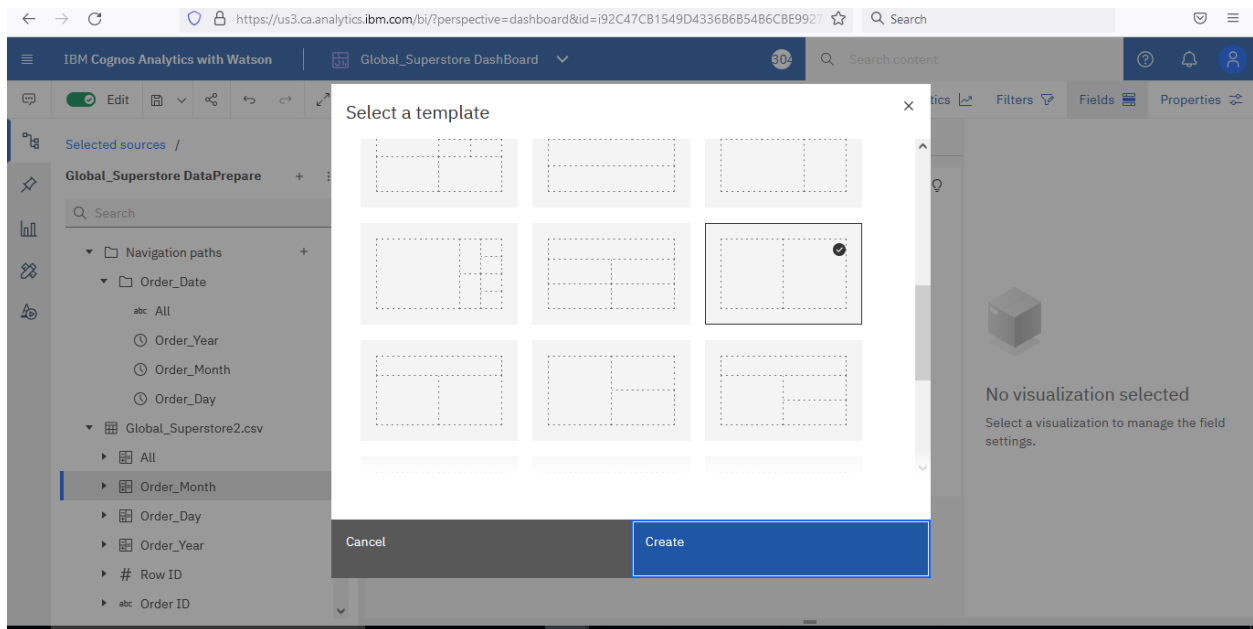 https://us3.ca.analytics.ibm.com/bi/?perspective=dashboard&id=i92C47CB1549D4336B6B54B6CBE9927
Search
IBM Cognos Analytics with Watson
Global_Superstore DashBoard
304
Search content
Edit
Select a template
tics
Filters
Fields
Properties
Selected sources /
Global_Superstore DataPrepare
Search
Navigation paths
Order_Date
abc All
Order_Year
Order_Month
Order_Day
Global_Superstore2.csv
All
Order_Month
Order_Day
Order_Year
# Row ID
abc Order ID
No visualization selected
Select a visualization to manage the field
settings.
Cancel
Create